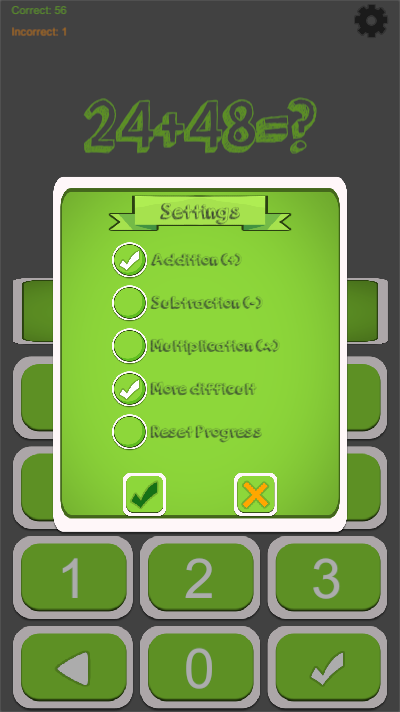 Correct: 56
Incorrect: 1
24+48=?
Settings
Addition (+)
Subtraction (-)
Multiplication (x)
More difficult
Reset Progress
1 2 3
0